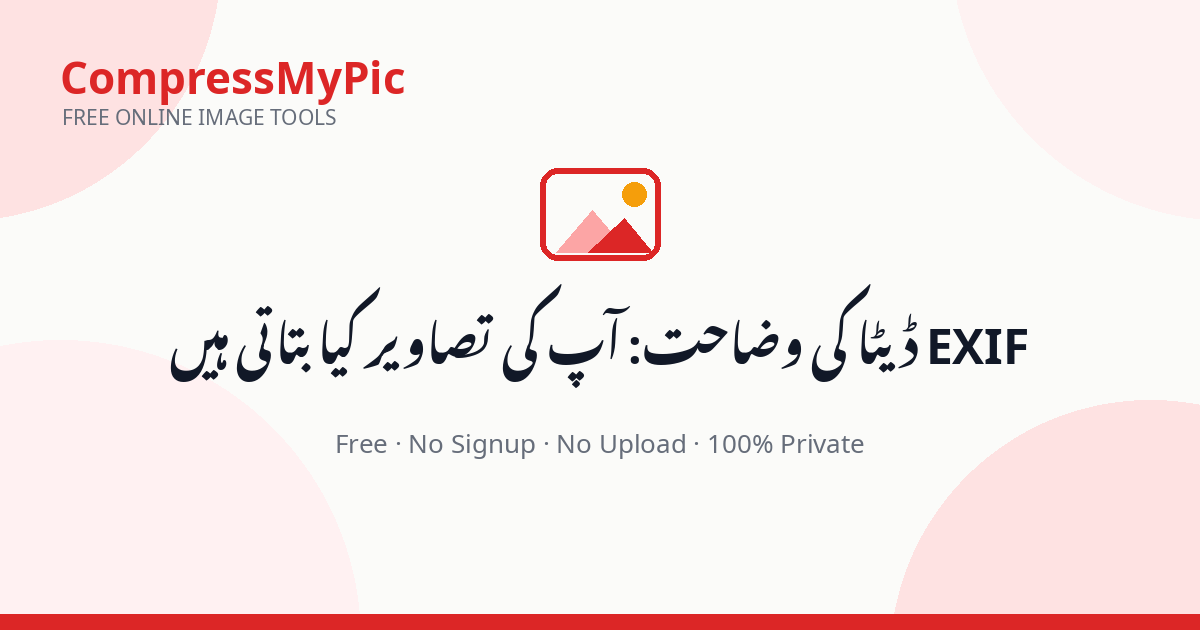 CompressMyPic
FREE ONLINE IMAGE TOOLS
EXIF ڈیٹا کی وضاحت: آپ کی تصاویر کیا بتاتی ہیں
Free · No Signup · No Upload · 100% Private